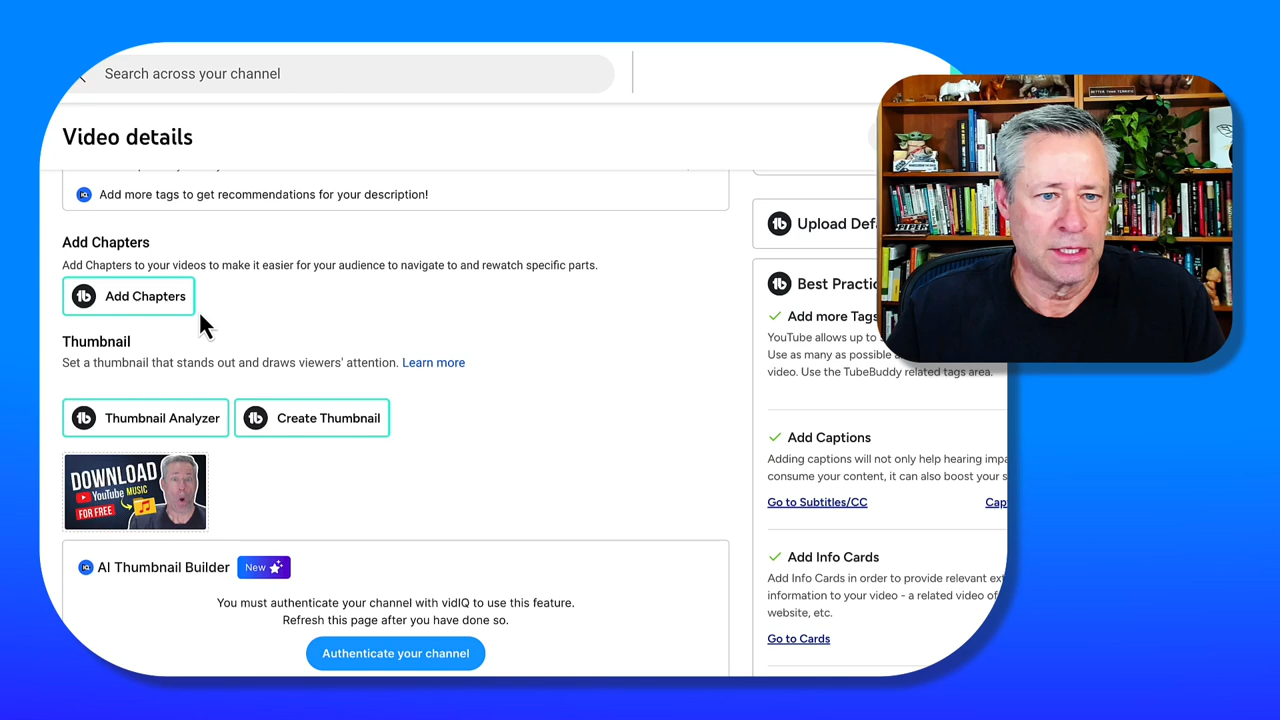 Search across your channel
Video details
Add more tags to get recommendations for your description!
Add Chapters
Add Chapters to your videos to make it easier for your audience to navigate to and rewatch specific parts.
Add Chapters
Thumbnail
Set a thumbnail that stands out and draws viewers' attention. Learn more
Thumbnail Analyzer
Create Thumbnail
DOWNLOAD
YouTube MUSIC
FOR FREE
AI Thumbnail Builder
New
You must authenticate your channel with vidIQ to use this feature.
Refresh this page after you have done so.
Authenticate your channel
Upload Def
Best Practic
Add more Tags
YouTube allows up to
Use as many as possible
video. Use the TubeBuddy related tags area.
Add Captions
Adding captions will not only help hearing impa
consume your content, it can also boost your s
Go to Subtitles/CC
Cap
Add Info Cards
Add Info Cards in order to provide relevant ext
information to your video - a related video of
website, etc.
Go to Cards
BETTER THAN TERRIFIC
PIPER